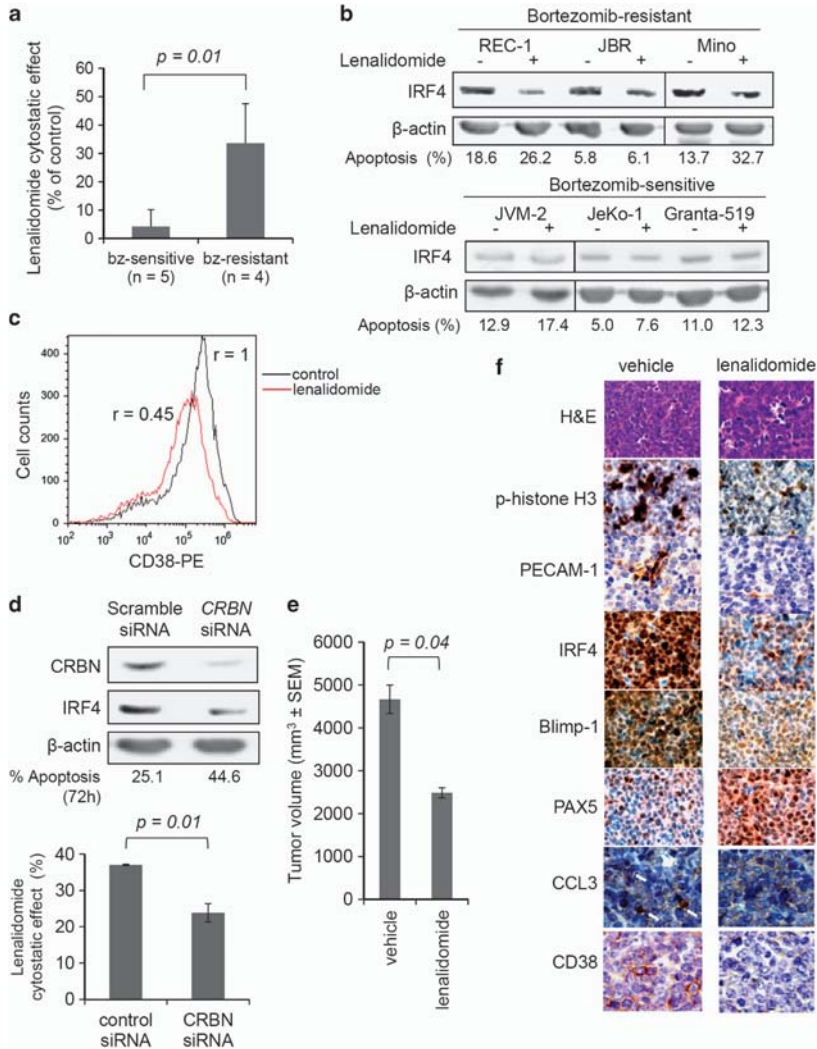 a
p = 0.01
Lenalidomide cytostatic effect
(% of control)
60
50
40
30
20
10
0
bz-sensitive
(n = 5)
bz-resistant
(n = 4)
b
Bortezomib-resistant
REC-1 JBR Mino
Lenalidomide - + - + - +
IRF4
β-actin
Apoptosis (%) 18.6 26.2 5.8 6.1 13.7 32.7
Bortezomib-sensitive
JVM-2 JeKo-1 Granta-519
Lenalidomide - + - + - +
IRF4
β-actin
Apoptosis (%) 12.9 17.4 5.0 7.6 11.0 12.3
c
Cell counts
400
300
200
100
0
r = 1
r = 0.45
control
lenalidomide
10² 10³ 10⁴ 10⁵ 10⁶
CD38-PE
d
Scramble
siRNA
CRBN
siRNA
CRBN
IRF4
β-actin
% Apoptosis 25.1 44.6
(72h)
p = 0.01
Lenalidomide
cytostatic effect (%)
40
30
20
10
0
control
siRNA
CRBN
siRNA
e
p = 0.04
Tumor volume (mm³ ± SEM)
6000
5000
4000
3000
2000
1000
0
vehicle
lenalidomide
f
vehicle lenalidomide
H&E
p-histone H3
PECAM-1
IRF4
Blimp-1
PAX5
CCL3
CD38